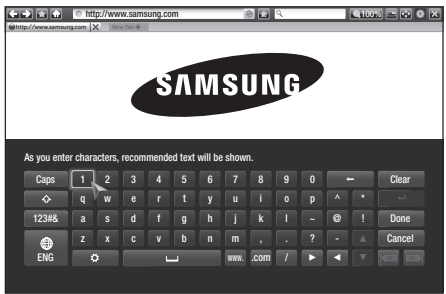 http://www.samsung.com 100%
http://www.samsung.com New Tab
SAMSUNG
As you enter characters, recommended text will be shown.
Caps 1 2 3 4 5 6 7 8 9 0 Clear
q w e r t y u i o p ^ *
123#& a s d f g h j k l ~ @ ! Done
z x c v b n m , . ? - Cancel
ENG www. .com /